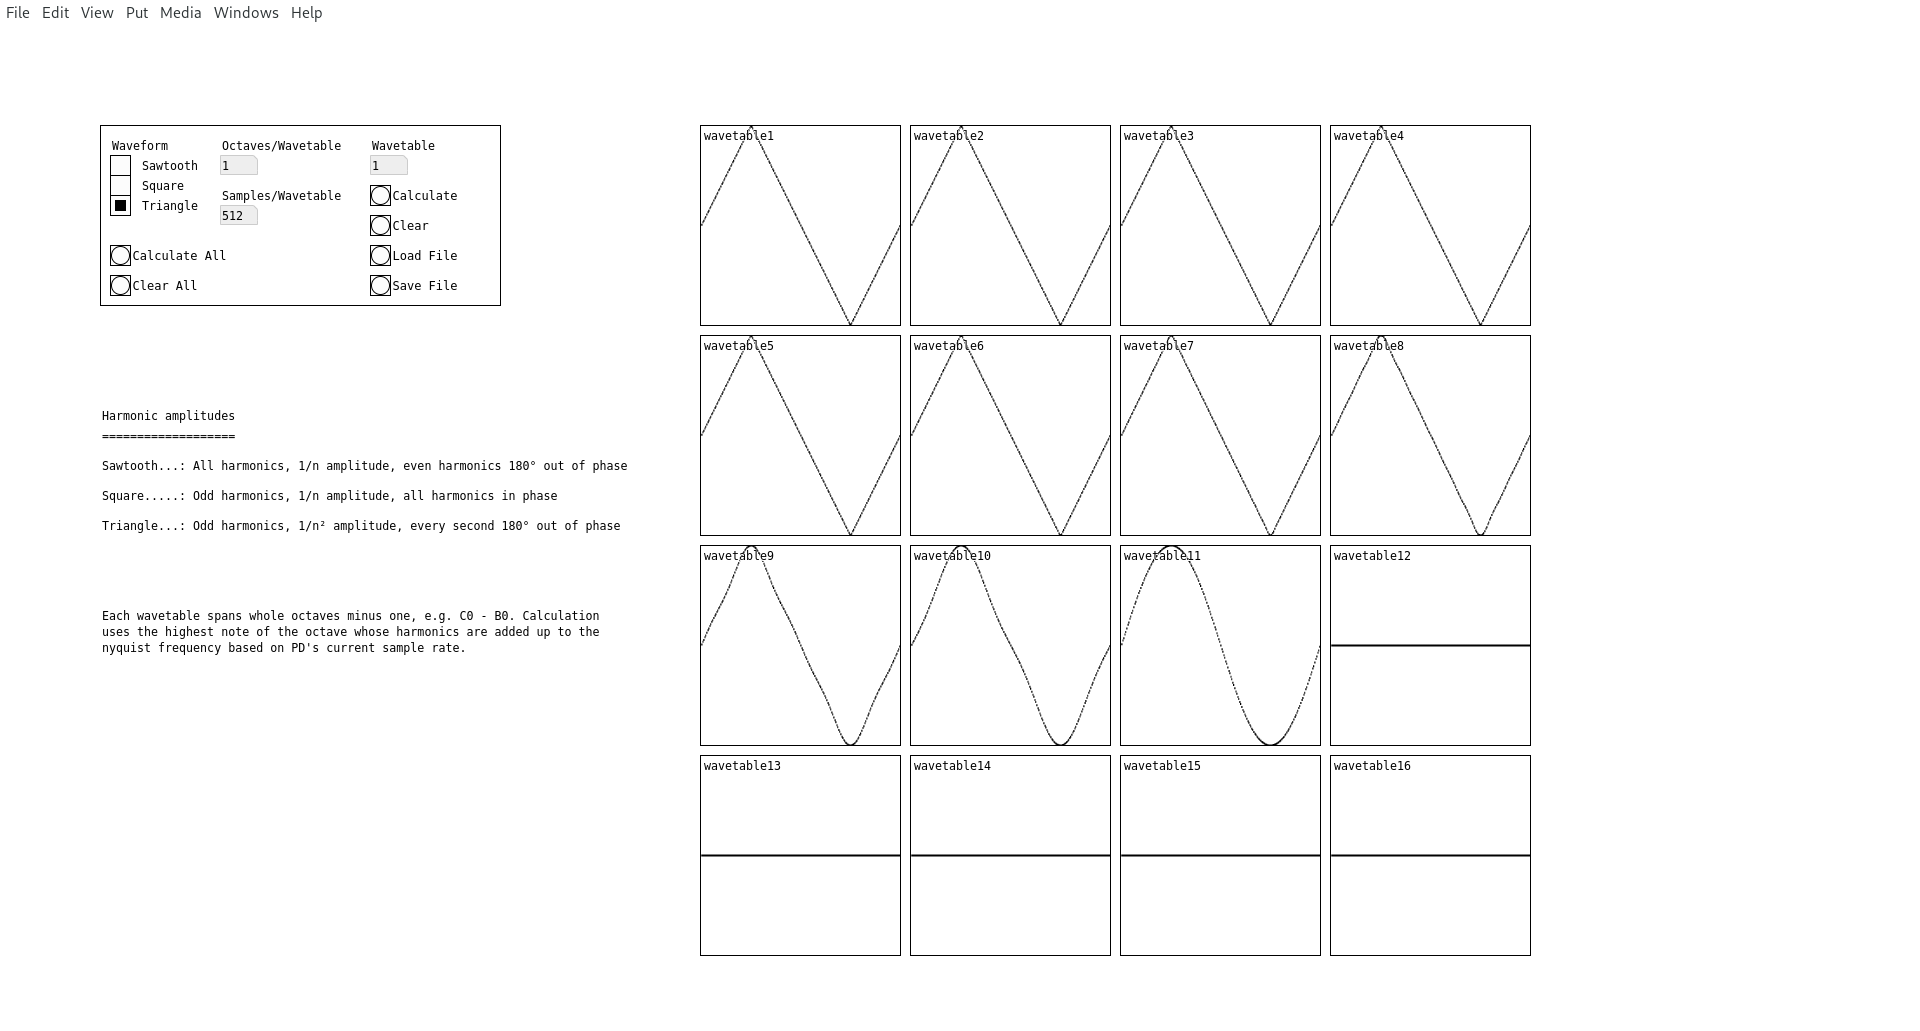 File Edit View Put Media Windows Help
Waveform
Sawtooth
Square
Triangle
Calculate All
Clear All
Octaves/Wavetable
1
Samples/Wavetable
512
Wavetable
1
Calculate
Clear
Load File
Save File
Harmonic amplitudes
===================
Sawtooth...: All harmonics, 1/n amplitude, even harmonics 180° out of phase
Square.....: Odd harmonics, 1/n amplitude, all harmonics in phase
Triangle...: Odd harmonics, 1/n² amplitude, every second 180° out of phase
Each wavetable spans whole octaves minus one, e.g. C0 - B0. Calculation
uses the highest note of the octave whose harmonics are added up to the
nyquist frequency based on PD's current sample rate.
wavetable1
wavetable2
wavetable3
wavetable4
wavetable5
wavetable6
wavetable7
wavetable8
wavetable9
wavetable10
wavetable11
wavetable12
wavetable13
wavetable14
wavetable15
wavetable16